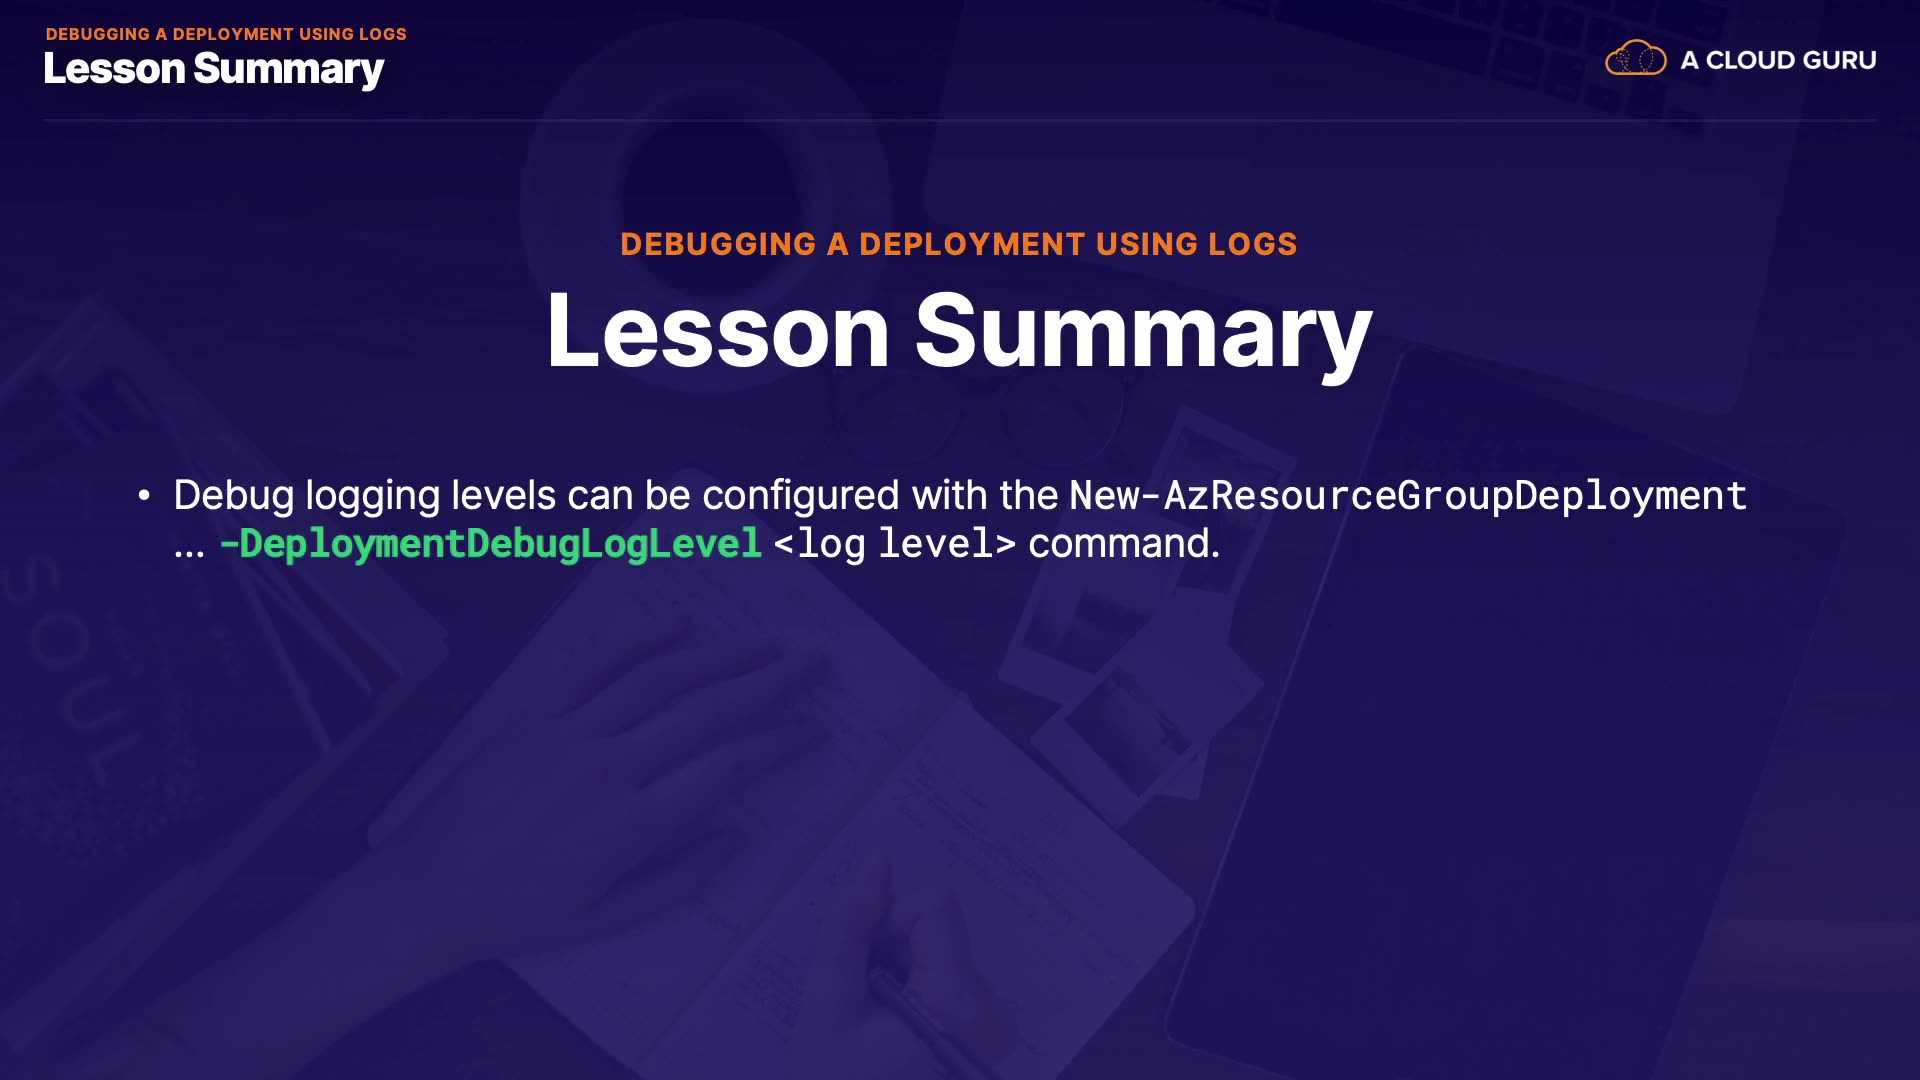 DEBUGGING A DEPLOYMENT USING LOGS
Lesson Summary
A CLOUD GURU
DEBUGGING A DEPLOYMENT USING LOGS
Lesson Summary
• Debug logging levels can be configured with the New-AzResourceGroupDeployment
... -DeploymentDebugLogLevel <log level> command.
SOUL